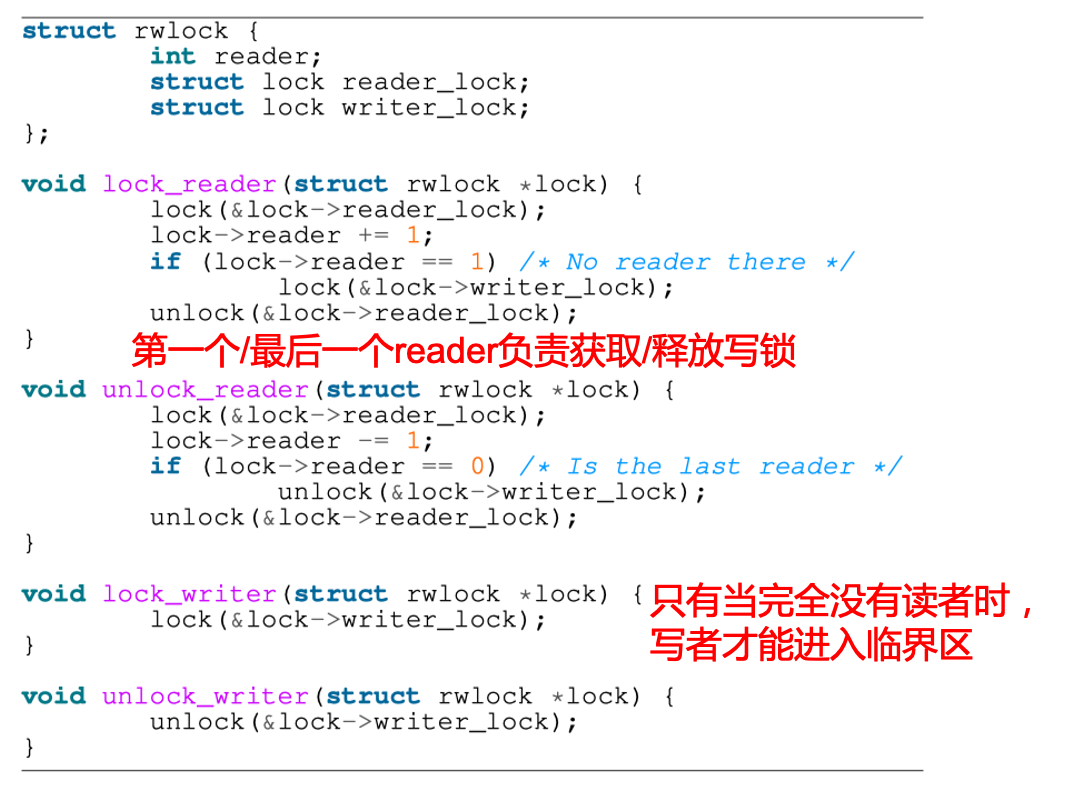 struct rwlock {
        int reader;
        struct lock reader_lock;
        struct lock writer_lock;
};
void lock_reader(struct rwlock *lock) {
        lock(&lock->reader_lock);
        lock->reader += 1;
        if (lock->reader == 1) /* No reader there */
                lock(&lock->writer_lock);
        unlock(&lock->reader_lock);
}
第一个/最后一个reader负责获取/释放写锁
void unlock_reader(struct rwlock *lock) {
        lock(&lock->reader_lock);
        lock->reader -= 1;
        if (lock->reader == 0) /* Is the last reader */
                unlock(&lock->writer_lock);
        unlock(&lock->reader_lock);
}
void lock_writer(struct rwlock *lock) {
        lock(&lock->writer_lock);
}
只有当完全没有读者时，
写者才能进入临界区
void unlock_writer(struct rwlock *lock) {
        unlock(&lock->writer_lock);
}